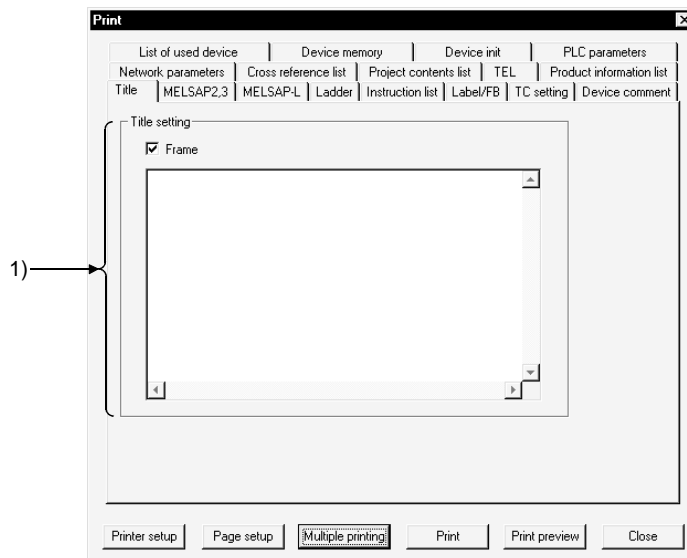 Print
List of used device Device memory Device init PLC parameters
Network parameters Cross reference list Project contents list TEL Product information list
Title MELSAP2,3 MELSAP-L Ladder Instruction list Label/FB TC setting Device comment
Title setting
Frame
1)
Printer setup Page setup Multiple printing Print Print preview Close